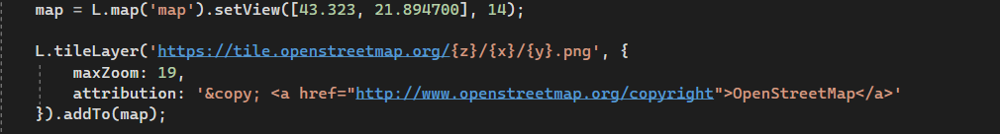 map = L.map('map').setView([43.323, 21.894700], 14);
L.tileLayer('https://tile.openstreetmap.org/{z}/{x}/{y}.png', {
maxZoom: 19,
attribution: '&copy; <a href="http://www.openstreetmap.org/copyright">OpenStreetMap</a>'
}).addTo(map);